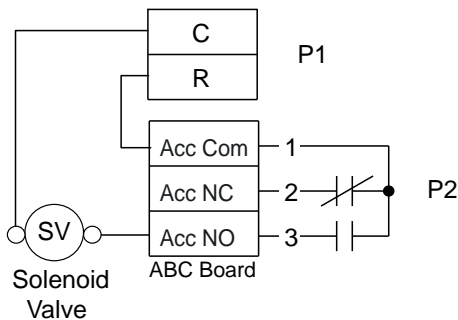 C
P1
R
Acc Com 1
Acc NC 2
P2
Acc NO 3
SV
ABC Board
Solenoid
Valve